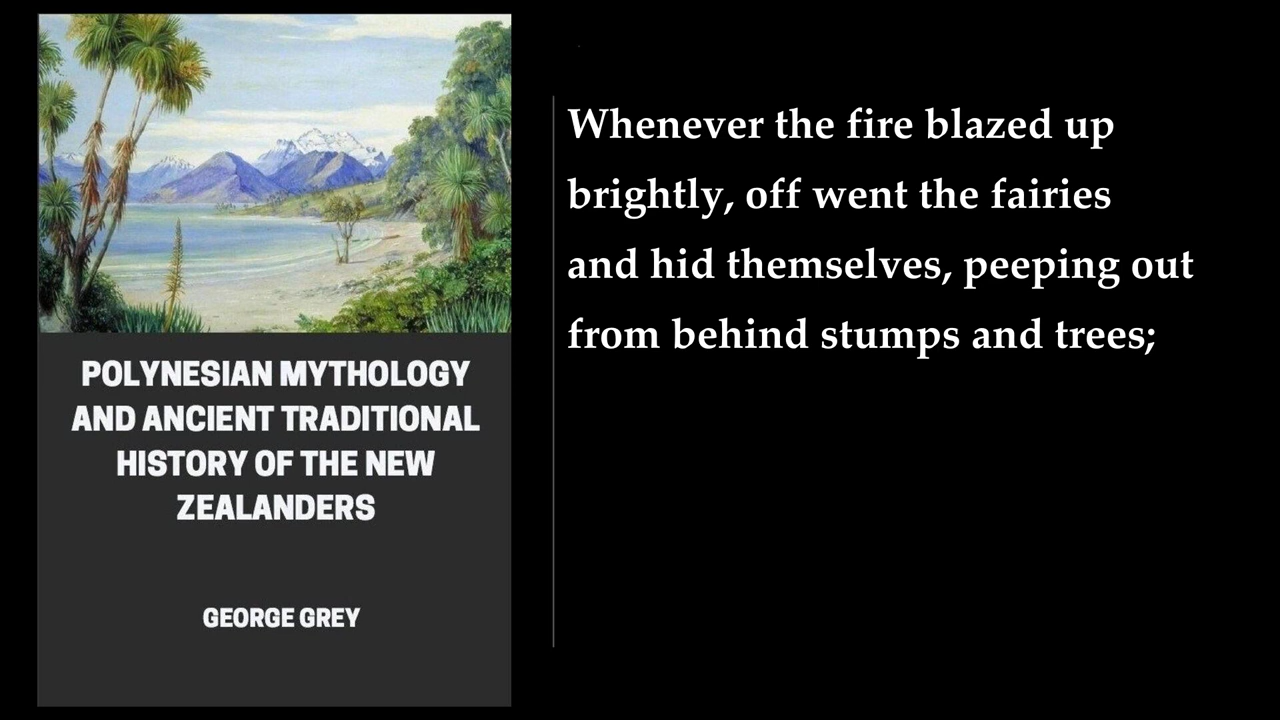 POLYNESIAN MYTHOLOGY
AND ANCIENT TRADITIONAL
HISTORY OF THE NEW
ZEALANDERS
GEORGE GREY
Whenever the fire blazed up
brightly, off went the fairies
and hid themselves, peeping out
from behind stumps and trees;